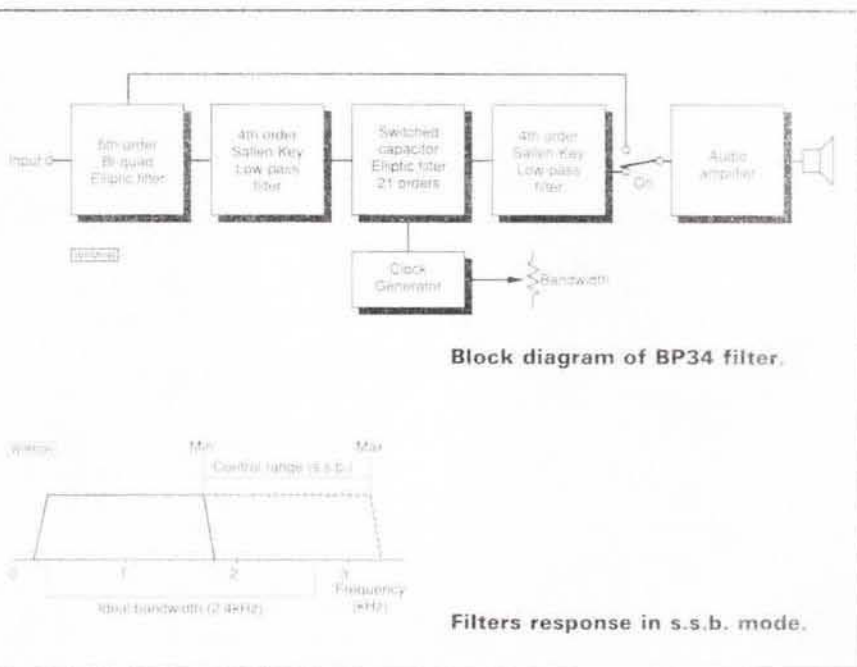 Input
5th order
Bi-quad
Elliptic filter
4th order
Sallen Key
Low-pass
filter
Switched
capacitor
Elliptic filter
21 orders
4th order
Sallen Key
Low-pass
filter
On
Audio
amplifier
Clock
Generator
Bandwidth
Block diagram of BP34 filter.
Min
Max
Control range (s.s.b.)
0 1 2 3
Frequency
(kHz)
Ideal bandwidth (2.4kHz)
Filters response in s.s.b. mode.